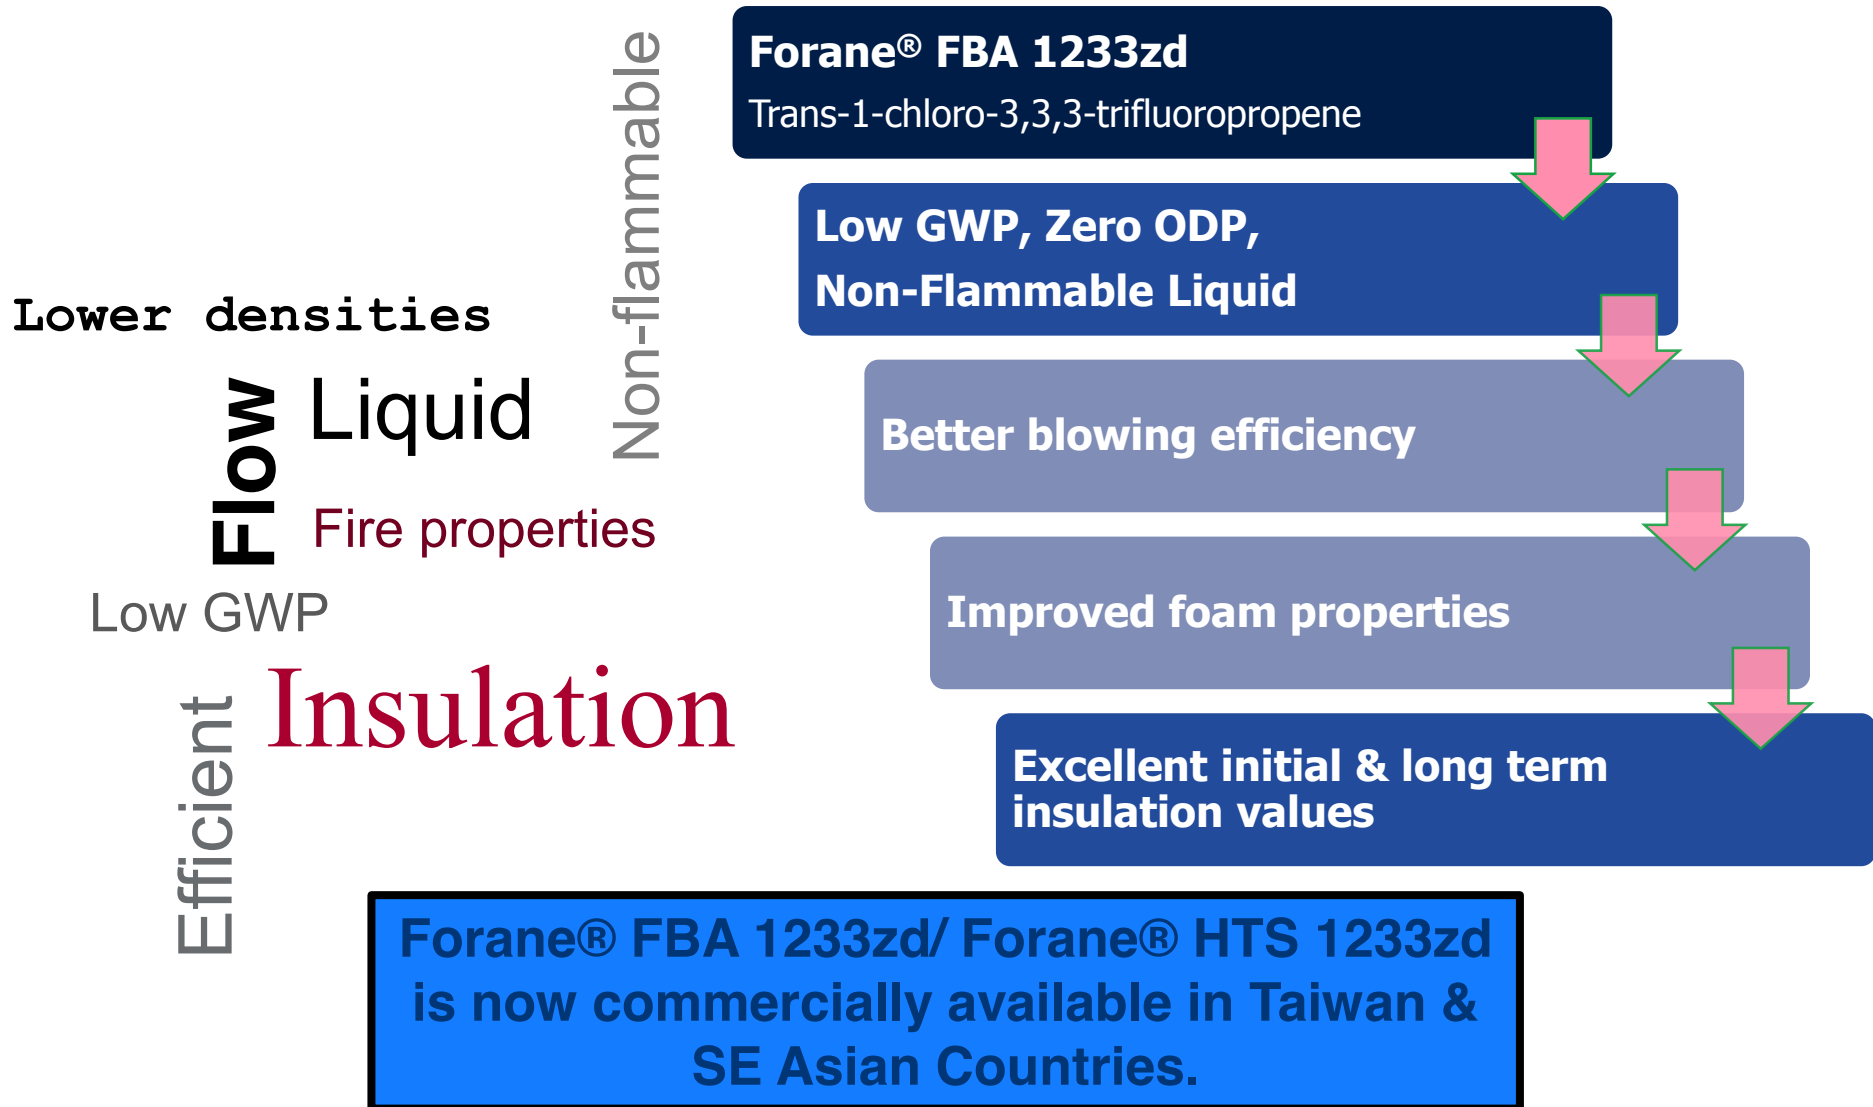 Non-flammable
Lower densities
Flow
Liquid
Fire properties
Low GWP
Insulation
Efficient
Forane® FBA 1233zd
Trans-1-chloro-3,3,3-trifluoropropene
Low GWP, Zero ODP,
Non-Flammable Liquid
Better blowing efficiency
Improved foam properties
Excellent initial & long term
insulation values
Forane® FBA 1233zd/ Forane® HTS 1233zd
is now commercially available in Taiwan &
SE Asian Countries.